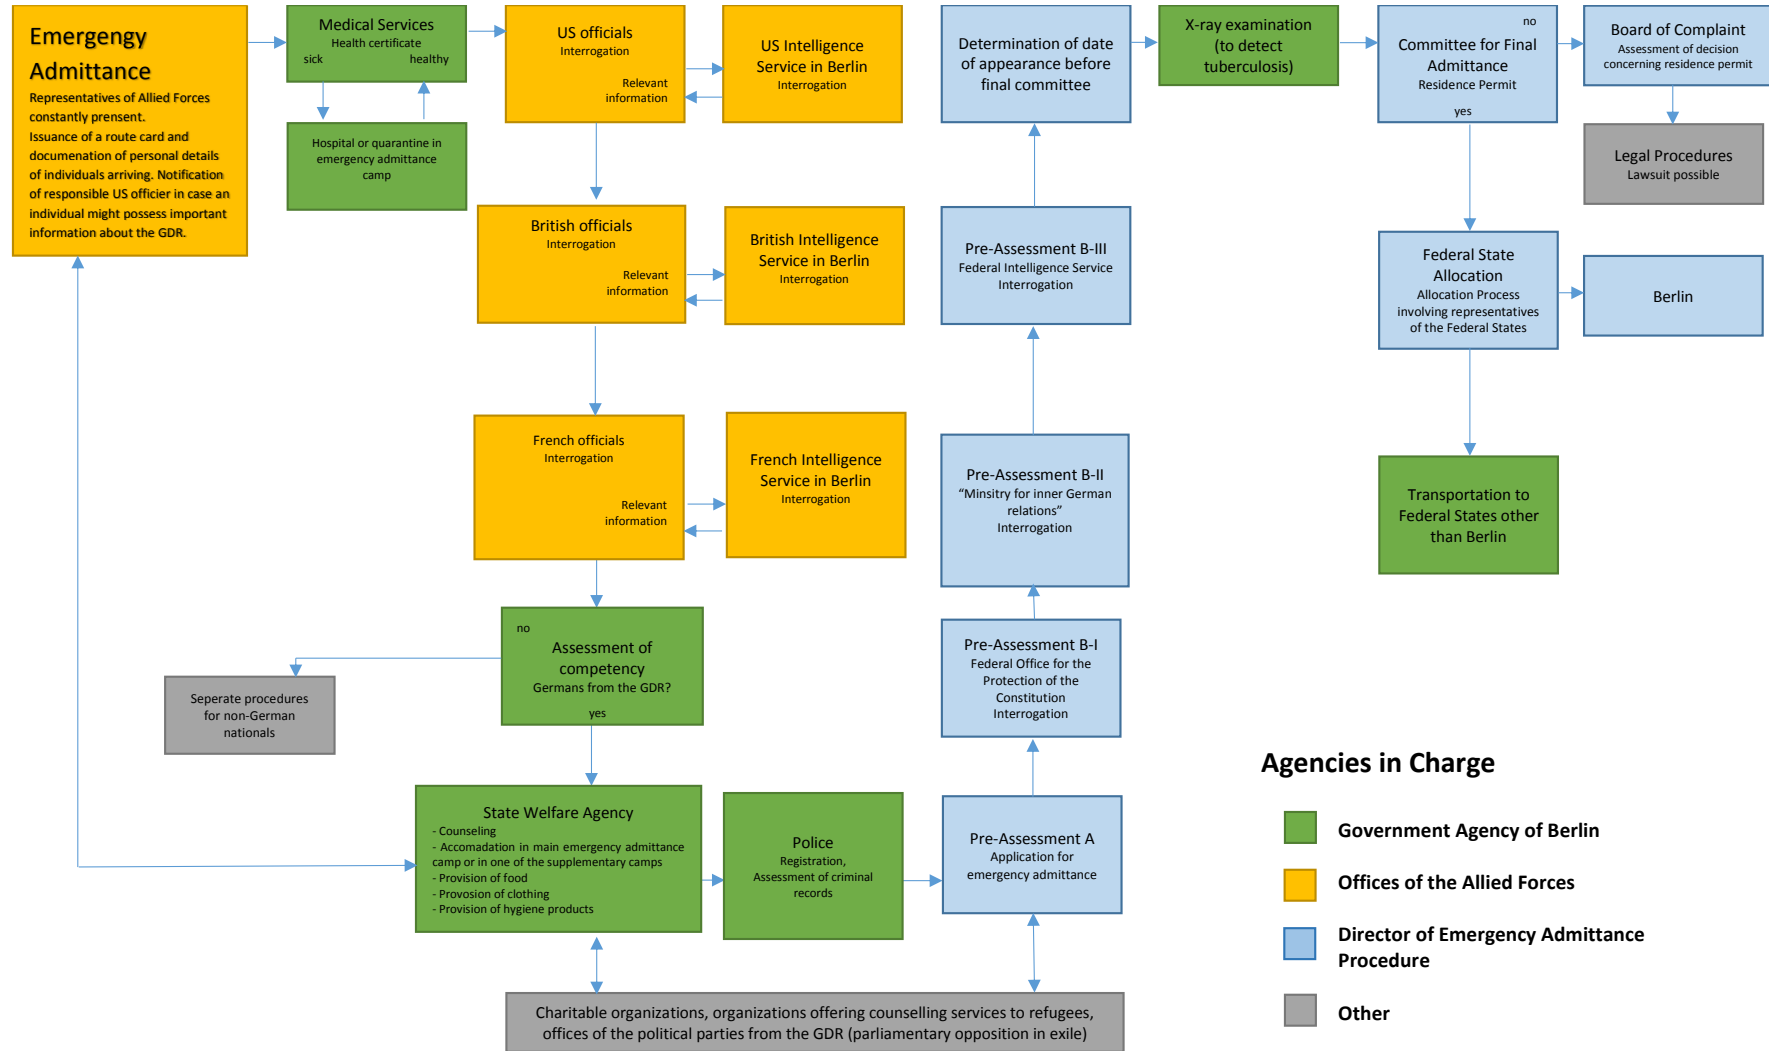 Emergengy
Admittance
Representatives of Allied Forces
constantly prensent.
Issuance of a route card and
documenation of personal details
of individuals arriving. Notification
of responsible US officier in case an
individual might possess important
information about the GDR.
Medical Services
Health certificate
sick healthy
Hospital or quarantine in
emergency admittance
camp
US officials
Interrogation
Relevant
information
US Intelligence
Service in Berlin
Interrogation
British officials
Interrogation
Relevant
information
British Intelligence
Service in Berlin
Interrogation
French officials
Interrogation
Relevant
information
French Intelligence
Service in Berlin
Interrogation
no
Assessment of
competency
Germans from the GDR?
yes
Seperate procedures
for non-German
nationals
State Welfare Agency
- Counseling
- Accomadation in main emergency admittance
camp or in one of the supplementary camps
- Provision of food
- Provosion of clothing
- Provision of hygiene products
Police
Registration,
Assessment of criminal
records
Charitable organizations, organizations offering counselling services to refugees,
offices of the political parties from the GDR (parliamentary opposition in exile)
Pre-Assessment A
Application for
emergency admittance
Pre-Assessment B-I
Federal Office for the
Protection of the
Constitution
Interrogation
Pre-Assessment B-II
“Minsitry for inner German
relations”
Interrogation
Pre-Assessment B-III
Federal Intelligence Service
Interrogation
Determination of date
of appearance before
final committee
X-ray examination
(to detect
tuberculosis)
no
Committee for Final
Admittance
Residence Permit
yes
Board of Complaint
Assessment of decision
concerning residence permit
Legal Procedures
Lawsuit possible
Federal State
Allocation
Allocation Process
involving representatives
of the Federal States
Berlin
Transportation to
Federal States other
than Berlin
Agencies in Charge
Government Agency of Berlin
Offices of the Allied Forces
Director of Emergency Admittance
Procedure
Other